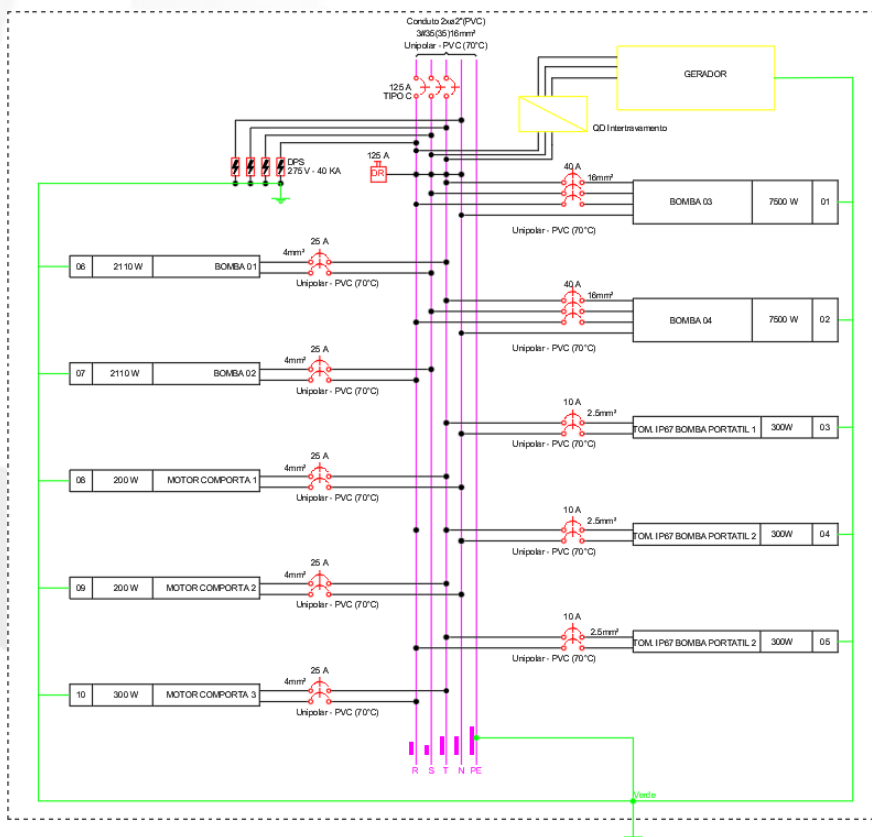 Conduto 2xø2"(PVC)
3#35(35)16mm²
Unipolar - PVC (70°C)
125 A
TIPO C
GERADOR
QD Intertravamento
DPS
275 V - 40 KA
125 A
DR
40 A
16mm²
BOMBA 03 7500 W 01
Unipolar - PVC (70°C)
25 A
4mm²
06 2110 W BOMBA 01
Unipolar - PVC (70°C)
40 A
16mm²
BOMBA 04 7500 W 02
Unipolar - PVC (70°C)
25 A
4mm²
07 2110 W BOMBA 02
Unipolar - PVC (70°C)
10 A
2.5mm²
TOM. IP67 BOMBA PORTATIL 1 300W 03
Unipolar - PVC (70°C)
25 A
4mm²
08 200 W MOTOR COMPORTA 1
Unipolar - PVC (70°C)
10 A
2.5mm²
TOM. IP67 BOMBA PORTATIL 2 300W 04
Unipolar - PVC (70°C)
25 A
4mm²
09 200 W MOTOR COMPORTA 2
Unipolar - PVC (70°C)
10 A
2.5mm²
TOM. IP67 BOMBA PORTATIL 2 300W 05
Unipolar - PVC (70°C)
25 A
4mm²
10 300 W MOTOR COMPORTA 3
Unipolar - PVC (70°C)
R S T N PE
Verde